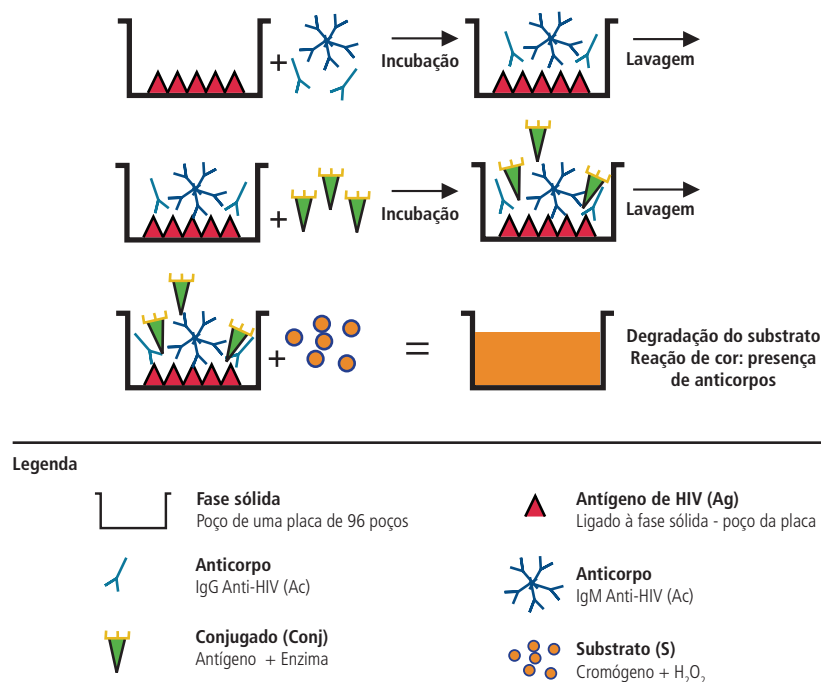 +
Incubação
Lavagem
+
Incubação
Lavagem
+
=
Degradação do substrato
Reação de cor: presença
de anticorpos
Legenda
Fase sólida
Poço de uma placa de 96 poços
Antígeno de HIV (Ag)
Ligado à fase sólida - poço da placa
Anticorpo
IgG Anti-HIV (Ac)
Anticorpo
IgM Anti-HIV (Ac)
Conjugado (Conj)
Antígeno + Enzima
Substrato (S)
Cromógeno + H₂O₂